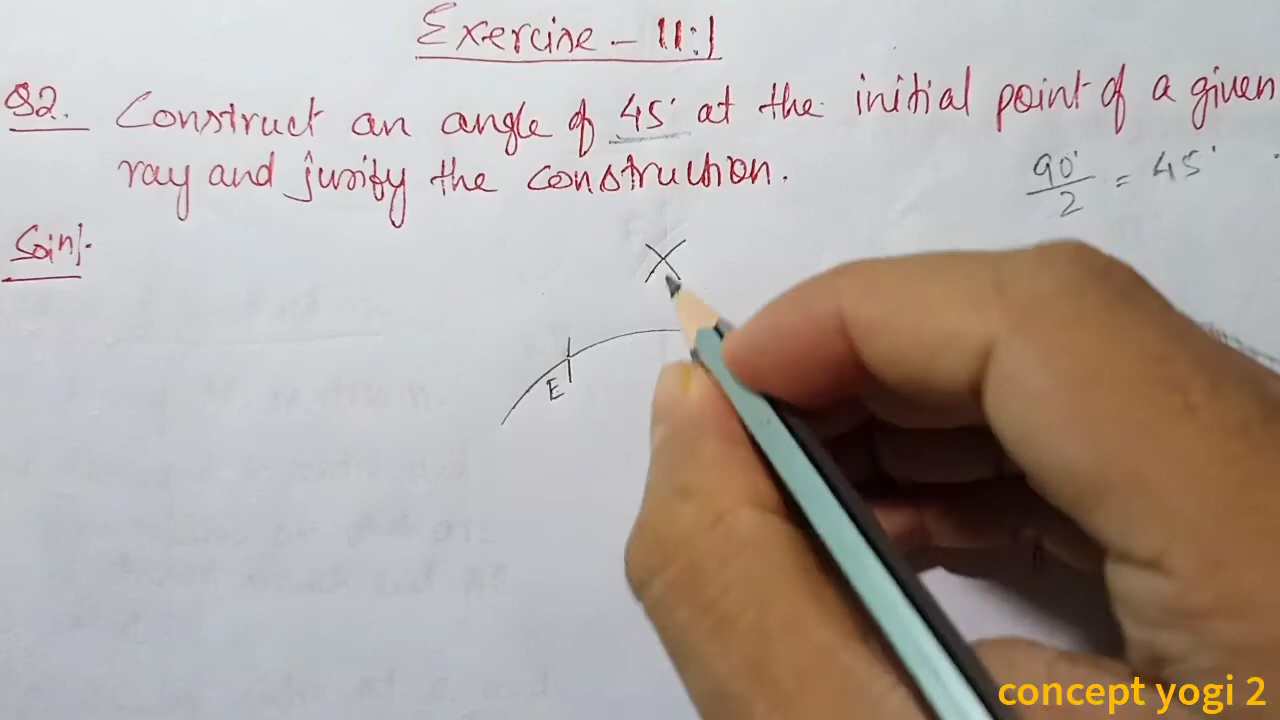 Exercise - 11:1
Q2. Construct an angle of 45° at the initial point of a given
ray and justify the construction.
90°/2 = 45°
Soln:-
E
concept yogi 2